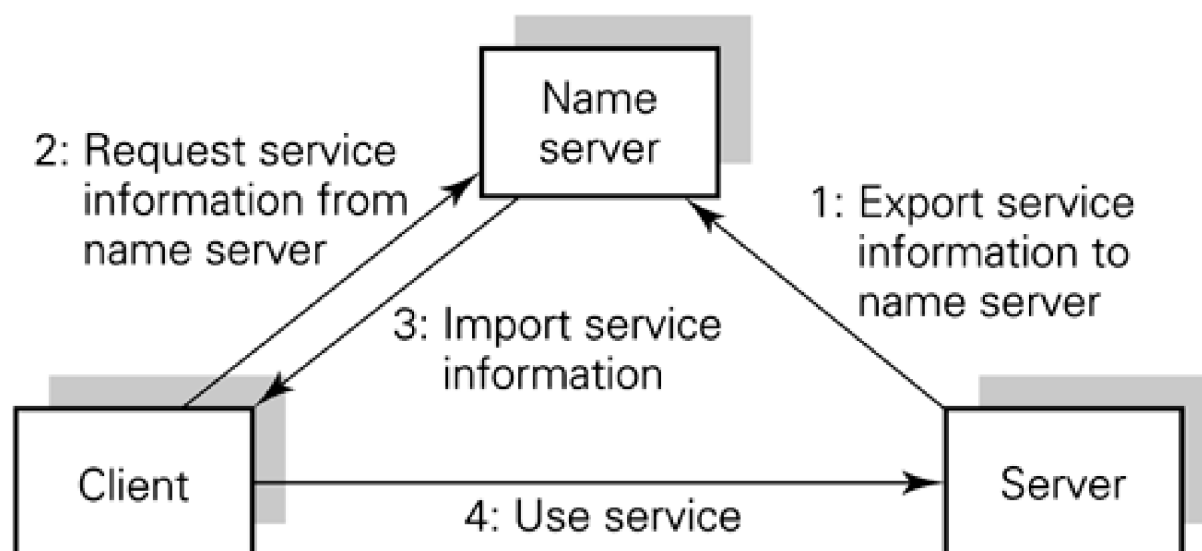 Name
server
2: Request service
information from
name server
1: Export service
information to
name server
3: Import service
information
Client
4: Use service
Server